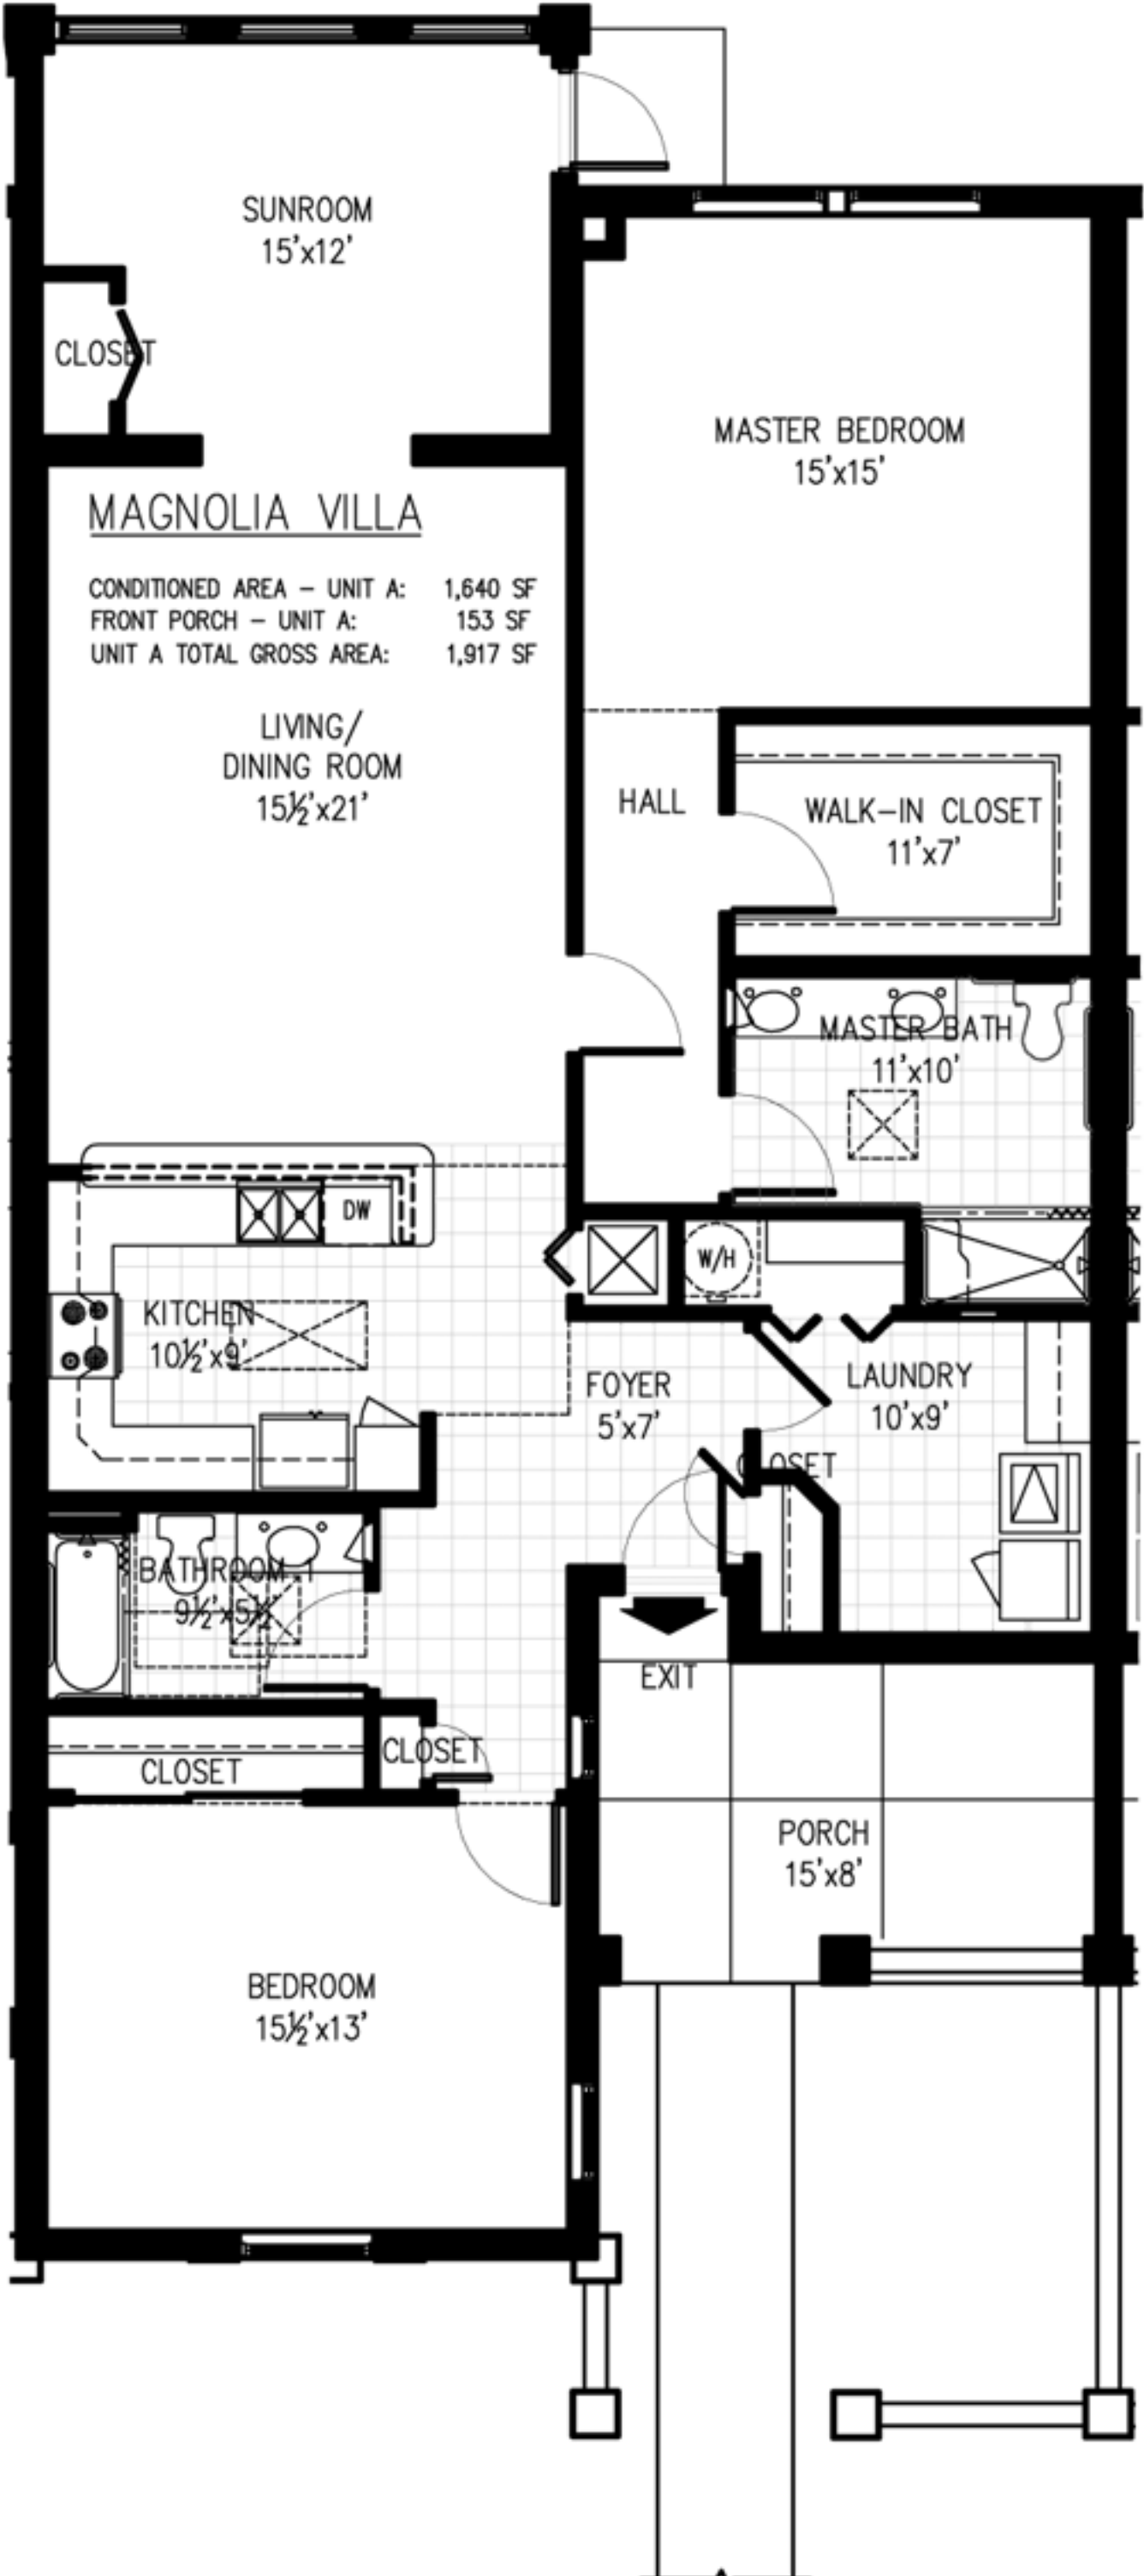 SUNROOM
15'x12'
CLOSET
MASTER BEDROOM
15'x15'
MAGNOLIA VILLA
CONDITIONED AREA – UNIT A: 1,640 SF
FRONT PORCH – UNIT A: 153 SF
UNIT A TOTAL GROSS AREA: 1,917 SF
LIVING/
DINING ROOM
15½'x21'
HALL
WALK-IN CLOSET
11'x7'
MASTER BATH
11'x10'
DW
W/H
KITCHEN
10½'x9'
FOYER
5'x7'
LAUNDRY
10'x9'
CLOSET
BATHROOM 1
9½'x5½'
EXIT
CLOSET
CLOSET
PORCH
15'x8'
BEDROOM
15½'x13'